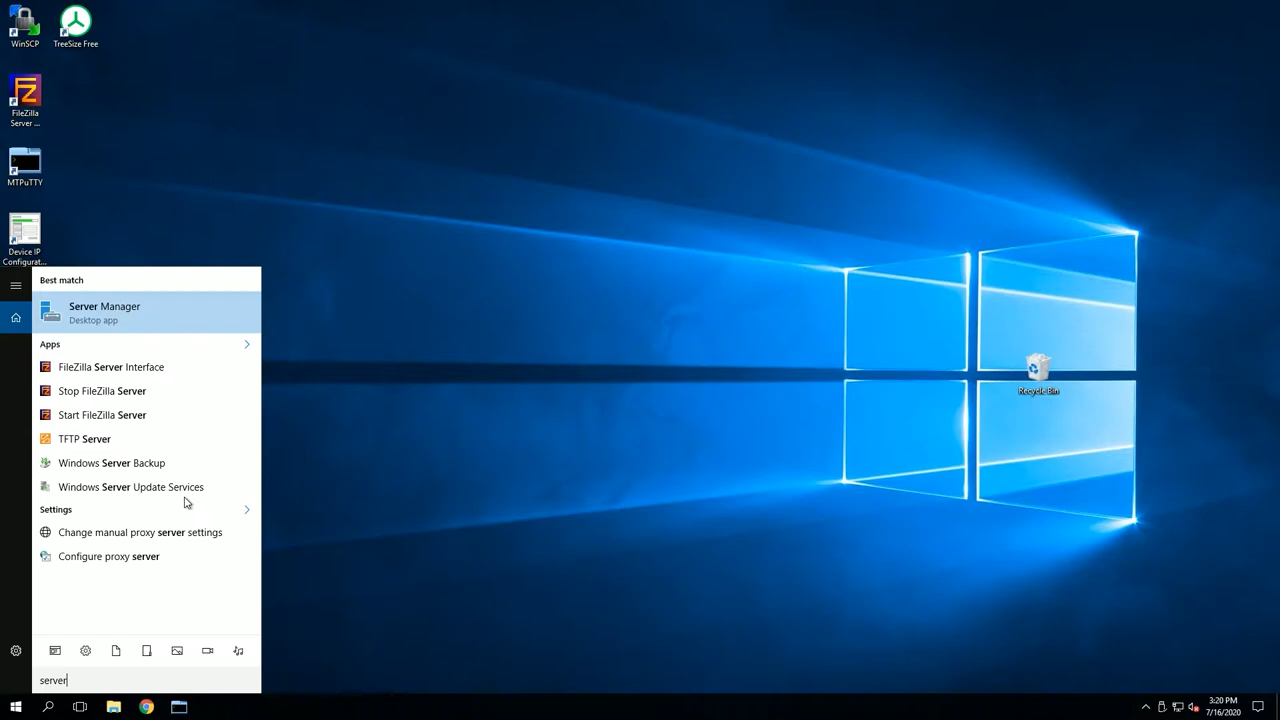 WinSCP
TreeSize Free
FileZilla
Server ...
MTPuTTY
Device IP
Configurat...
Best match
Server Manager
Desktop app
Apps
FileZilla Server Interface
Stop FileZilla Server
Start FileZilla Server
TFTP Server
Windows Server Backup
Windows Server Update Services
Settings
Change manual proxy server settings
Configure proxy server
server
Recycle Bin
3:20 PM
7/16/2020